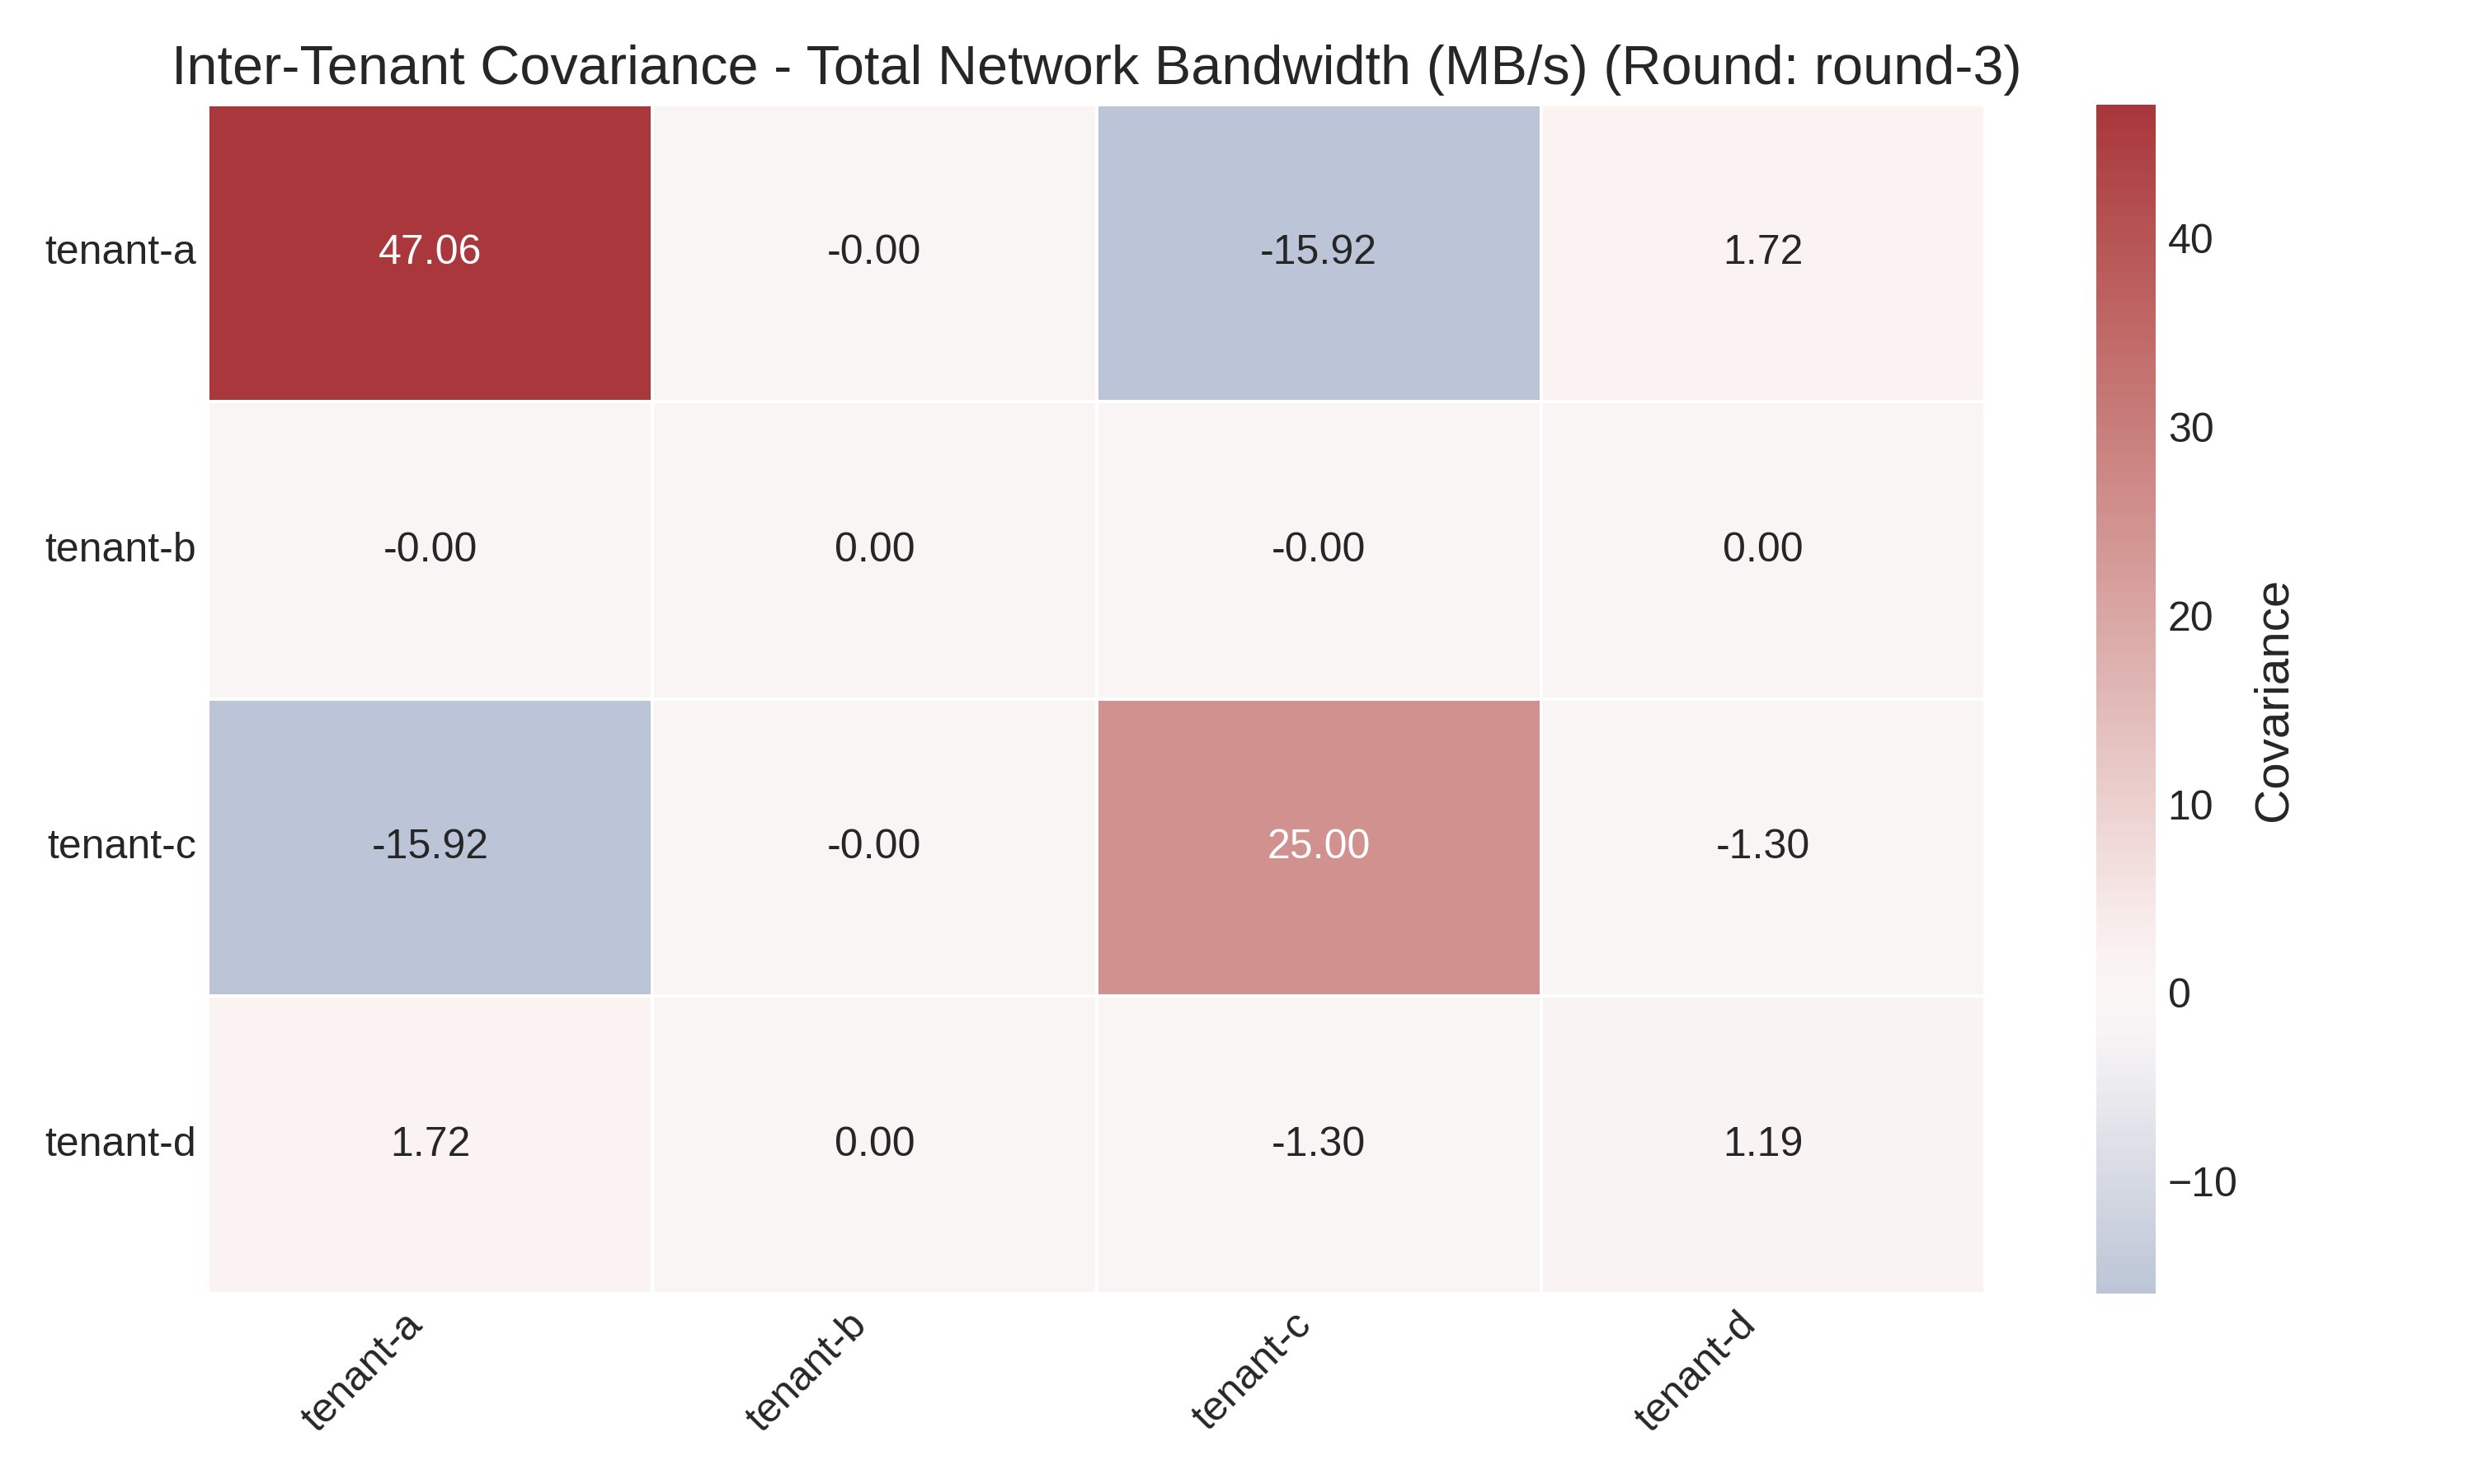 Inter-Tenant Covariance - Total Network Bandwidth (MB/s) (Round: round-3)
tenant-a 47.06 -0.00 -15.92 1.72
tenant-b -0.00 0.00 -0.00 0.00
tenant-c -15.92 -0.00 25.00 -1.30
tenant-d 1.72 0.00 -1.30 1.19
tenant-a tenant-b tenant-c tenant-d
40
30
20
10
0
−10
Covariance